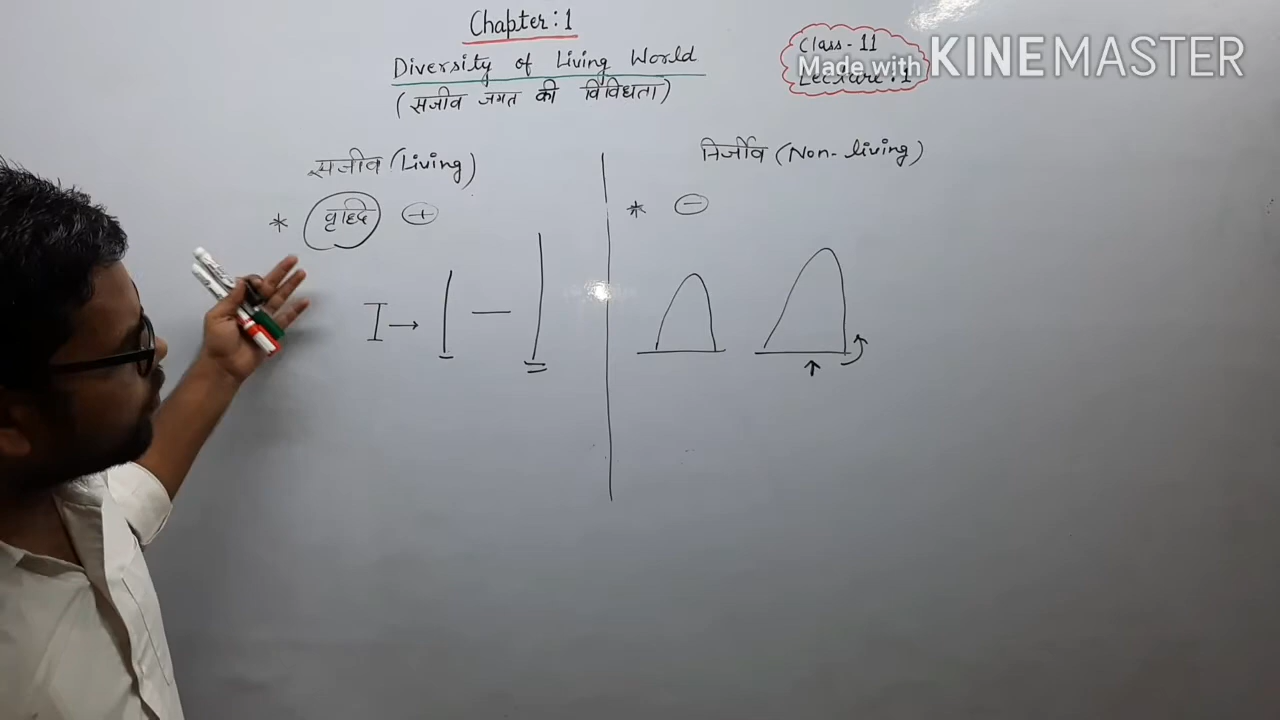 Chapter: 1
Diversity of Living World
(सजीव जगत की विविधता)
Class-11
Lecture: 1
Made with KINEMASTER
सजीव (Living)
* वृद्धि +
निर्जीव (Non-living)
* -